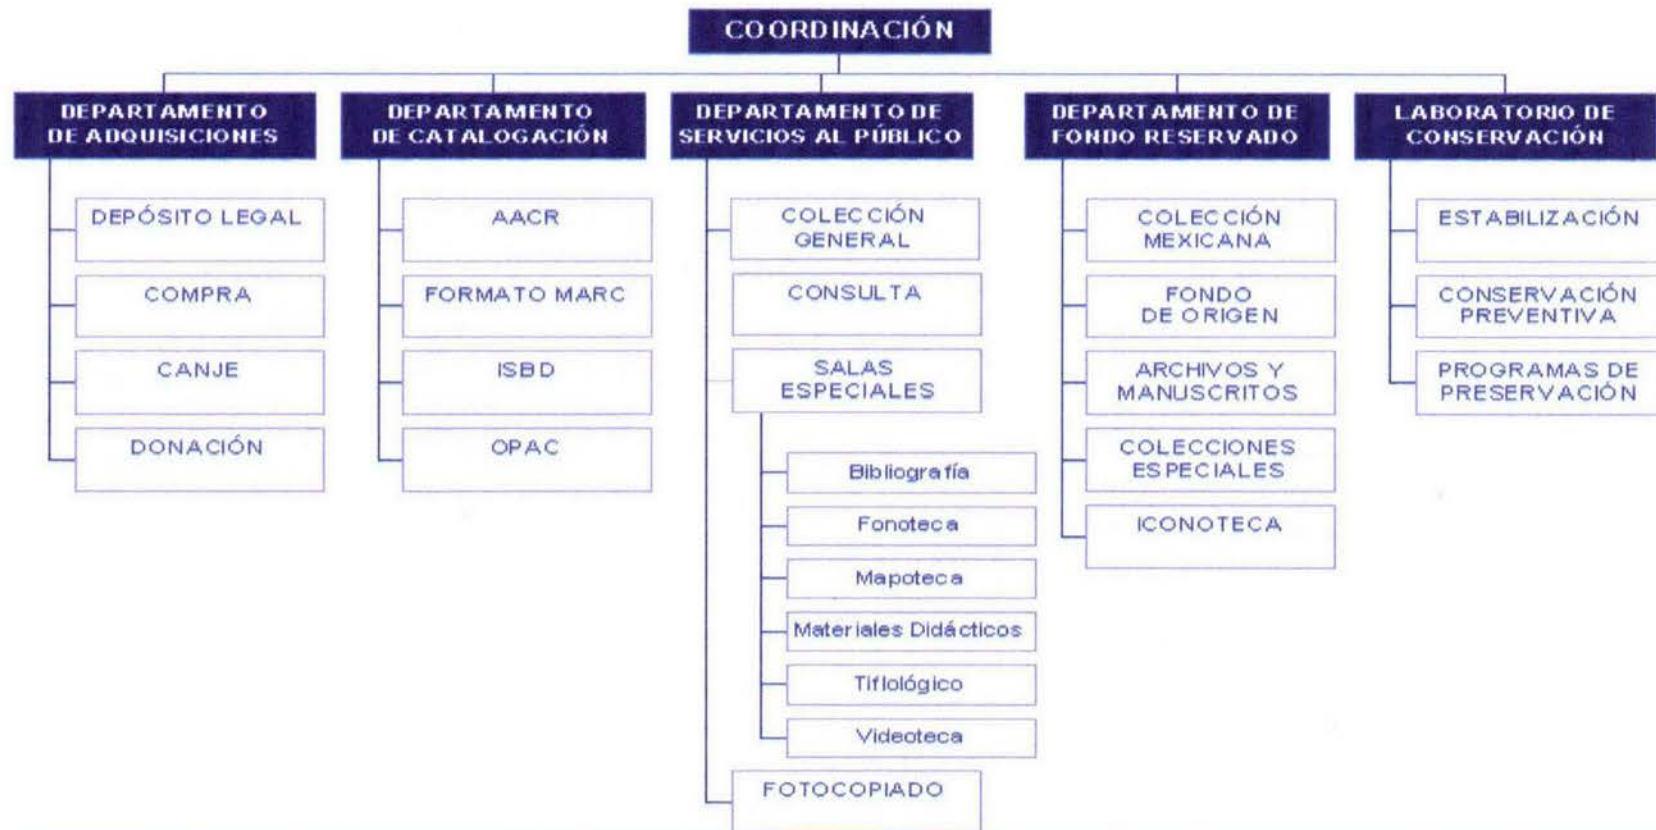 COORDINACIÓN
DEPARTAMENTO
DE ADQUISICIONES
DEPÓSITO LEGAL
COMPRA
CANJE
DONACIÓN
DEPARTAMENTO
DE CATALOGACIÓN
AACR
FORMATO MARC
ISBD
OPAC
DEPARTAMENTO DE
SERVICIOS AL PÚBLICO
COLECCIÓN
GENERAL
CONSULTA
SALAS
ESPECIALES
Bibliografía
Fonoteca
Mapoteca
Materiales Didácticos
Tiflológico
Videoteca
FOTOCOPIADO
DEPARTAMENTO DE
FONDO RESERVADO
COLECCIÓN
MEXICANA
FONDO
DE ORIGEN
ARCHIVOS Y
MANUSCRITOS
COLECCIONES
ESPECIALES
ICONOTECA
LABORATORIO DE
CONSERVACIÓN
ESTABILIZACIÓN
CONSERVACIÓN
PREVENTIVA
PROGRAMAS DE
PRESERVACIÓN